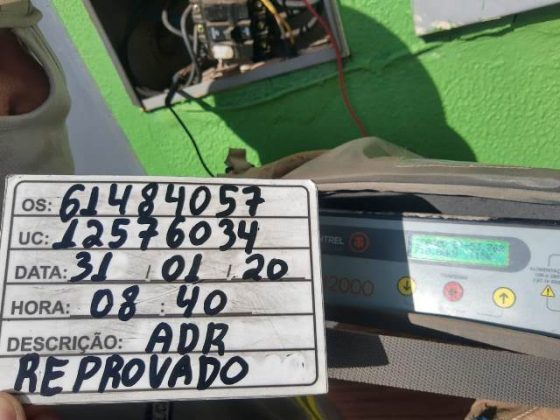 OS: 61484057
UC: 12576034
DATA: 31 / 01 / 20
HORA: 08 : 40
DESCRIÇÃO: ADR
REPROVADO
2000